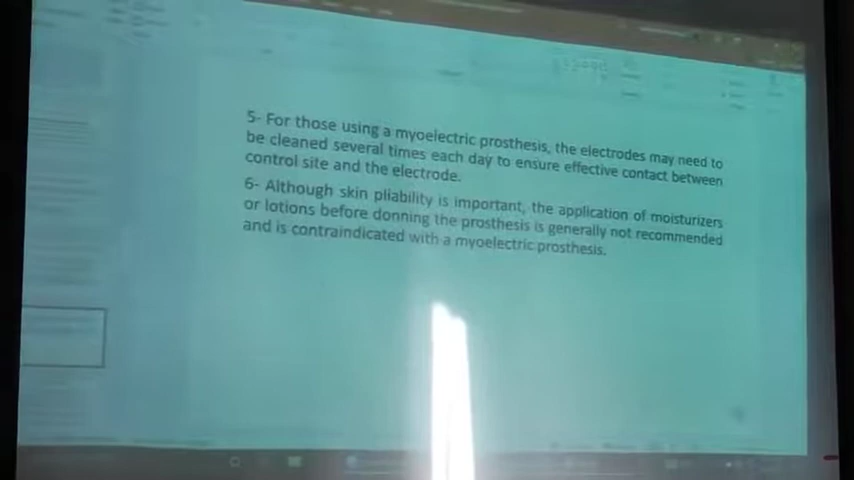 5- For those using a myoelectric prosthesis, the electrodes may need to
be cleaned several times each day to ensure effective contact between
control site and the electrode.
6- Although skin pliability is important, the application of moisturizers
or lotions before donning the prosthesis is generally not recommended
and is contraindicated with a myoelectric prosthesis.